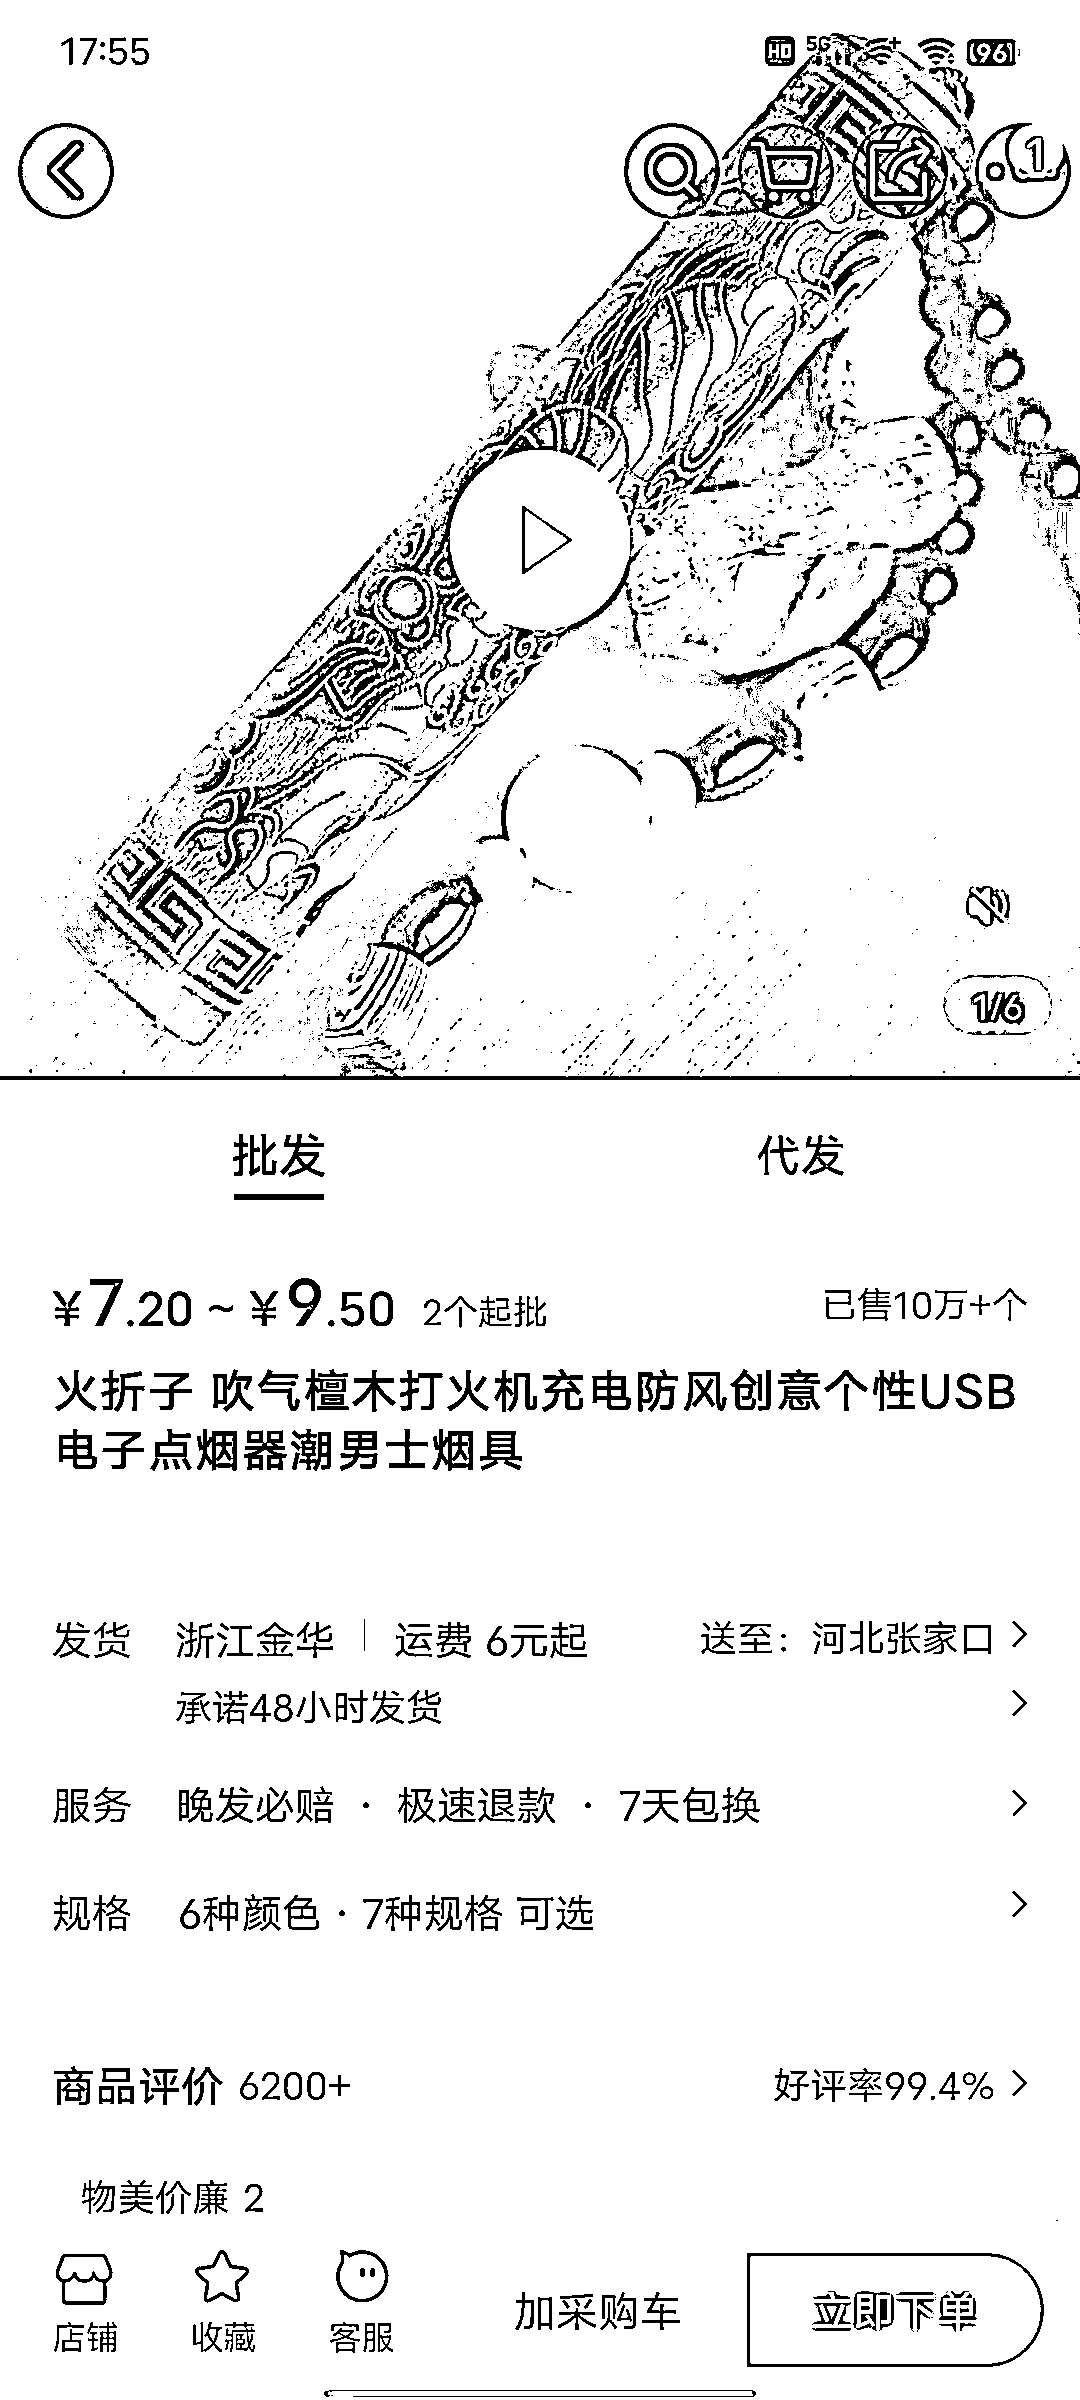 17:55
HD 5G 96
1
1/6
批发 代发
¥7.20 ~ ¥9.50 2个起批 已售10万+个
火折子 吹气檀木打火机充电防风创意个性USB
电子点烟器潮男士烟具
发货 浙江金华 | 运费 6元起 送至：河北张家口
承诺48小时发货
服务 晚发必赔 · 极速退款 · 7天包换
规格 6种颜色 · 7种规格 可选
商品评价 6200+ 好评率99.4%
物美价廉 2
店铺 收藏 客服 加采购车 立即下单